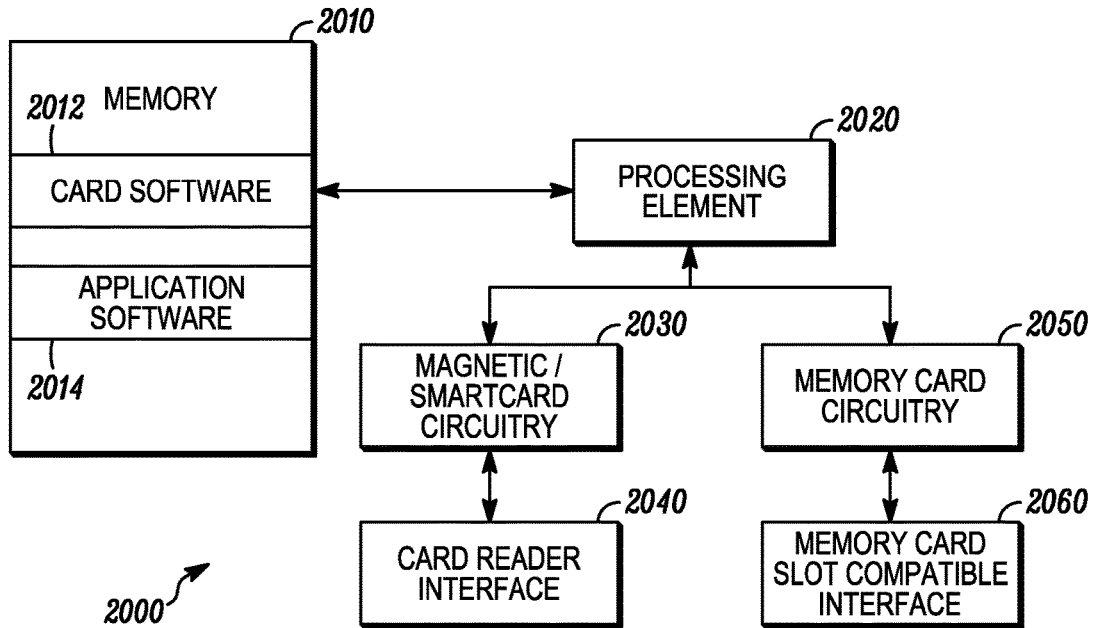 2010
MEMORY
2012
CARD SOFTWARE
APPLICATION
SOFTWARE
2014
2020
PROCESSING
ELEMENT
2030
MAGNETIC /
SMARTCARD
CIRCUITRY
2050
MEMORY CARD
CIRCUITRY
2040
CARD READER
INTERFACE
2060
MEMORY CARD
SLOT COMPATIBLE
INTERFACE
2000